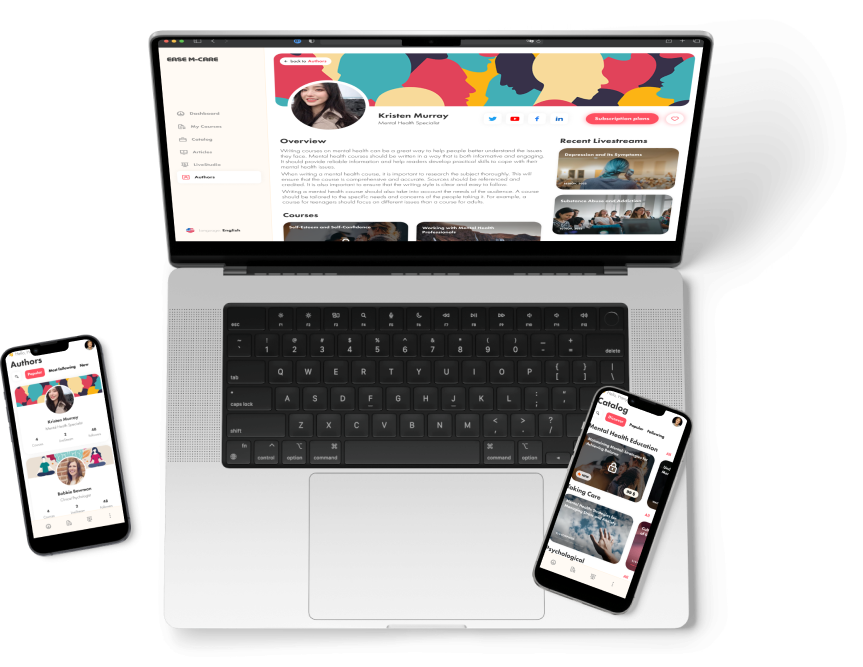 EASE M-CARE
Dashboard
My Courses
Catalog
Articles
LiveStudio
Authors
English
back to Authors
Kristen Murray
Mental Health Specialist
Subscription plans
Overview
Writing courses on mental health can be a great way to help people better understand the issues
they face. Mental health courses should be written in a way that is both informative and engaging.
It should provide reliable information and help readers develop practical skills to cope with their
mental health issues.
When writing a mental health course, it is important to research the subject thoroughly. This will
ensure that the course is comprehensive and accurate. Sources should be referenced and
credited. It is also important to ensure that the writing style is clear and easy to follow.
Writing a mental health course should also take into account the needs of the audience. A course
should be tailored to the specific needs and concerns of the people taking it. For example, a
course for teenagers should focus on different issues than a course for adults.
Courses
Self-Esteem and Self-Confidence
Working with Mental Health
Professionals
Recent Livestreams
Depression and Its Symptoms
Substance Abuse and Addiction
esc F1 F2 F3 F4 F5 F6 F7 F8 F9 F10 F11 F12
~ ` ! 1 @ 2 # 3 $ 4 % 5 ^ 6 & 7 * 8 ( 9 ) 0 _ - + = delete
tab Q W E R T Y U I O P { [ } ] | \
caps lock A S D F G H J K L : ; " '
shift Z X C V B N M < , > . ? /
fn control option command command option
Authors
Popular Most following New
Kristen Murray
Mental Health Specialist
4 2 48
Bobbie Bowman
Clinical Psychologist
4 2 48
Catalog
Discover Popular Following
Mental Health Education
All
Taking Care
All
Mental Health Strategies for
Managing Stress and Anxiety
Psychological
All